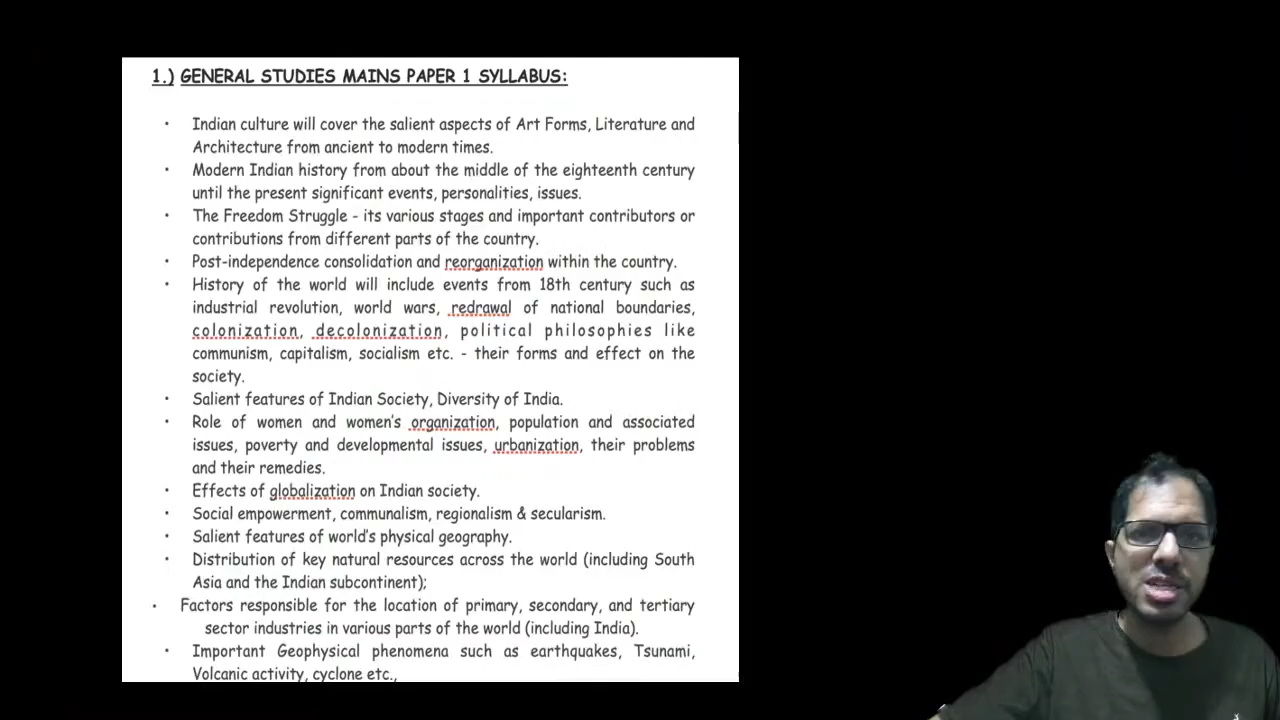 1.) GENERAL STUDIES MAINS PAPER 1 SYLLABUS:
• Indian culture will cover the salient aspects of Art Forms, Literature and
Architecture from ancient to modern times.
• Modern Indian history from about the middle of the eighteenth century
until the present significant events, personalities, issues.
• The Freedom Struggle - its various stages and important contributors or
contributions from different parts of the country.
• Post-independence consolidation and reorganization within the country.
• History of the world will include events from 18th century such as
industrial revolution, world wars, redrawal of national boundaries,
colonization, decolonization, political philosophies like
communism, capitalism, socialism etc. - their forms and effect on the
society.
• Salient features of Indian Society, Diversity of India.
• Role of women and women's organization, population and associated
issues, poverty and developmental issues, urbanization, their problems
and their remedies.
• Effects of globalization on Indian society.
• Social empowerment, communalism, regionalism & secularism.
• Salient features of world's physical geography.
• Distribution of key natural resources across the world (including South
Asia and the Indian subcontinent);
• Factors responsible for the location of primary, secondary, and tertiary
sector industries in various parts of the world (including India).
• Important Geophysical phenomena such as earthquakes, Tsunami,
Volcanic activity, cyclone etc.,